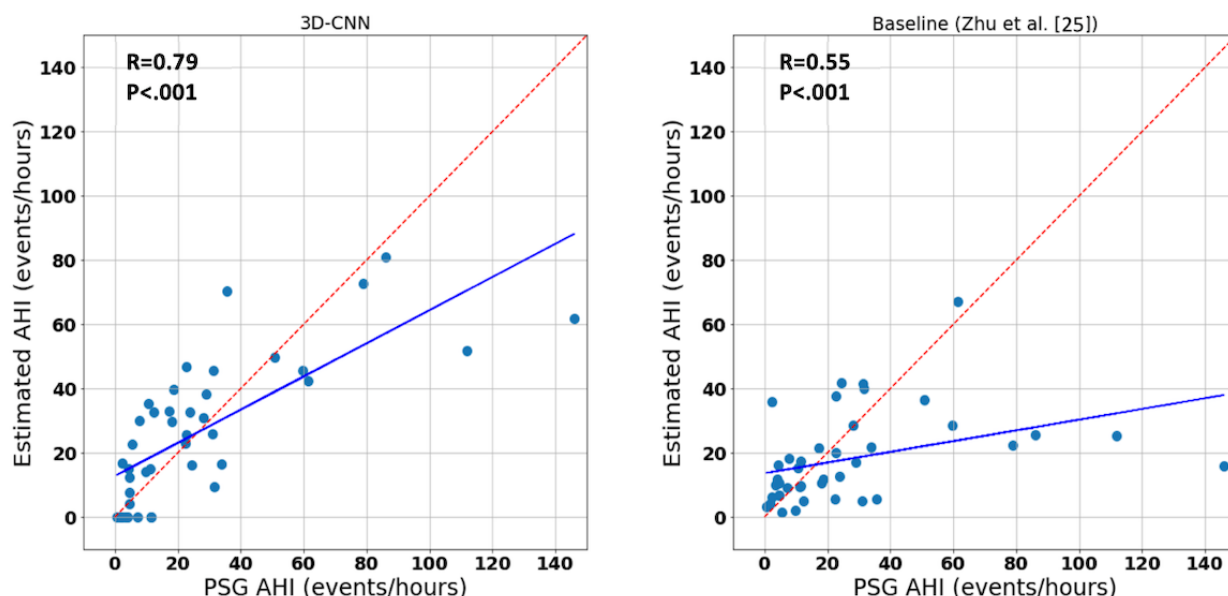 3D-CNN
R=0.79
P<.001
140
120
100
80
60
40
20
0
0 20 40 60 80 100 120 140
Estimated AHI (events/hours)
PSG AHI (events/hours)
Baseline (Zhu et al. [25])
R=0.55
P<.001
140
120
100
80
60
40
20
0
0 20 40 60 80 100 120 140
Estimated AHI (events/hours)
PSG AHI (events/hours)